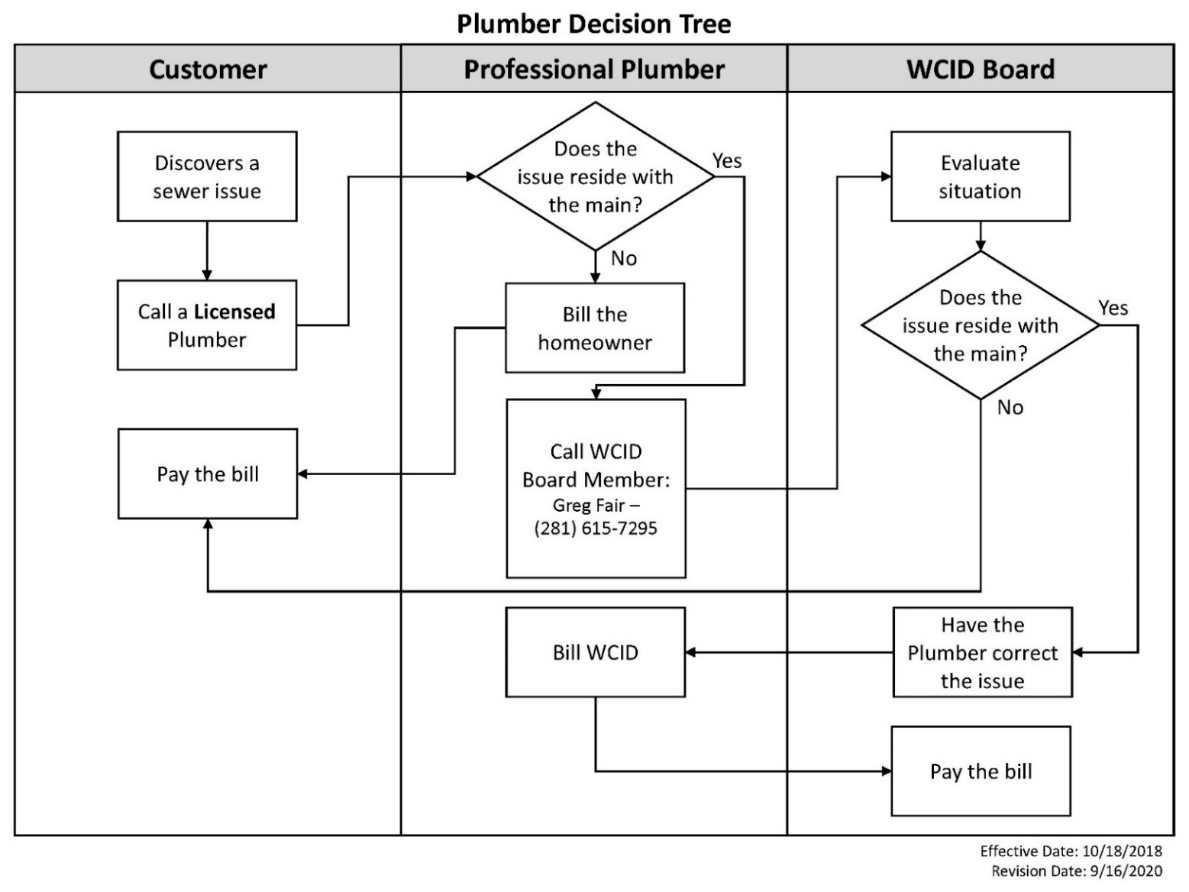 Plumber Decision Tree
Customer
Professional Plumber
WCID Board
Discovers a
sewer issue
Call a Licensed
Plumber
Pay the bill
Does the
issue reside with
the main?
Yes
No
Bill the
homeowner
Call WCID
Board Member:
Greg Fair –
(281) 615-7295
Bill WCID
Evaluate
situation
Does the
issue reside with
the main?
Yes
No
Have the
Plumber correct
the issue
Pay the bill
Effective Date: 10/18/2018
Revision Date: 9/16/2020